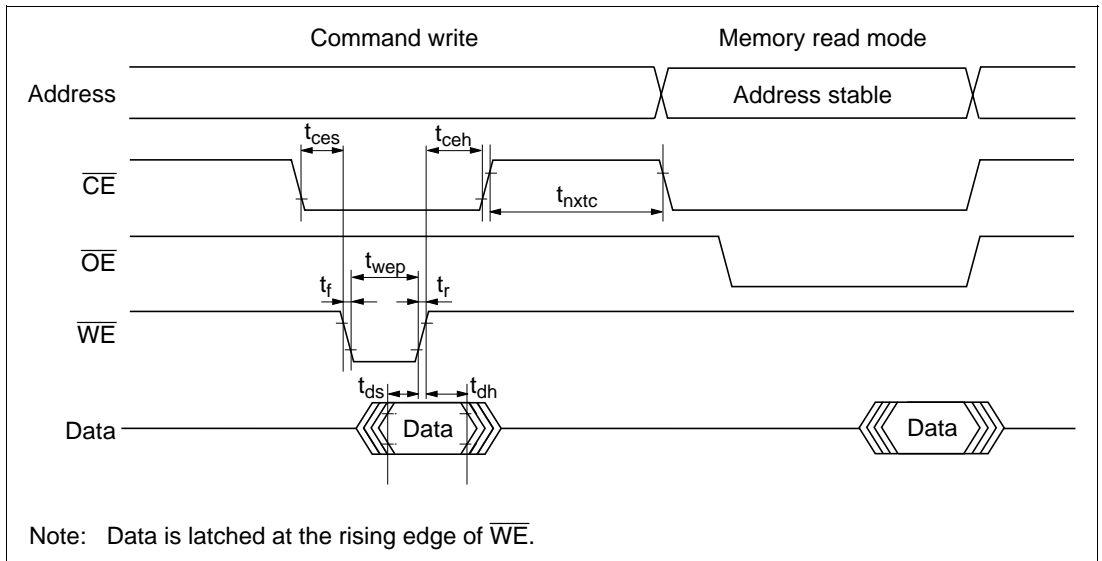 Command write Memory read mode
Address Address stable
tces tceh
CE tnxtc
OE
twep
tf tr
WE
tds tdh
Data Data Data
Note: Data is latched at the rising edge of WE.